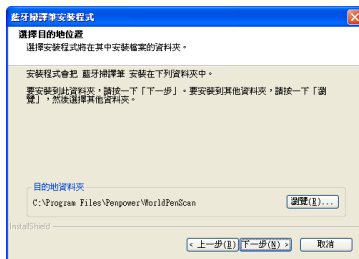 藍牙掃譯筆安裝程式
選擇目的地位置
選擇安裝程式將在其中安裝檔案的資料夾。
安裝程式會把 藍牙掃譯筆 安裝在下列資料夾中。
要安裝到此資料夾，請按一下「下一步」。要安裝到其他資料夾，請按一下「瀏
覽」，然後選擇其他資料夾。
目的地資料夾
C:\Program Files\Penpower\WorldPenScan
瀏覽(R)...
InstallShield
< 上一步(B)
下一步(N) >
取消